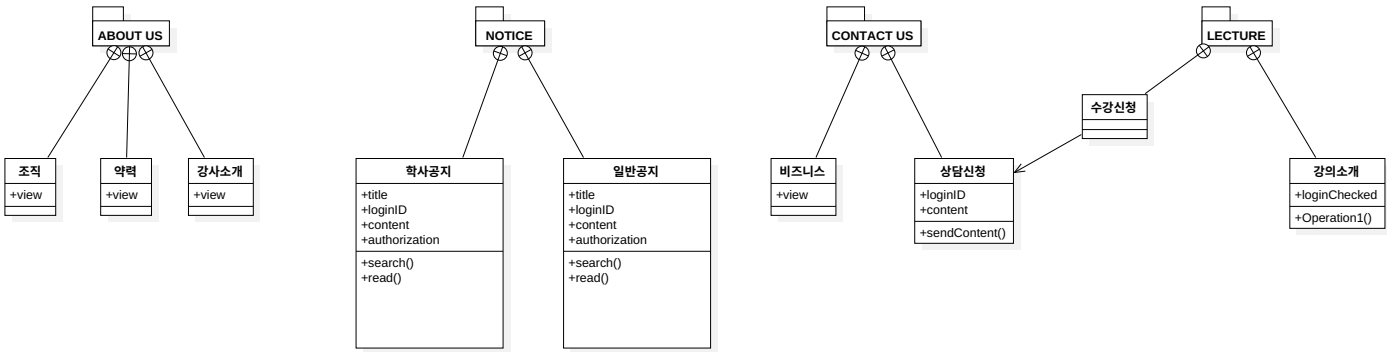 ABOUT US
조직
+view
약력
+view
강사소개
+view
NOTICE
학사공지
+title
+loginID
+content
+authorization
+search()
+read()
일반공지
+title
+loginID
+content
+authorization
+search()
+read()
CONTACT US
비즈니스
+view
상담신청
+loginID
+content
+sendContent()
LECTURE
수강신청
강의소개
+loginChecked
+Operation1()